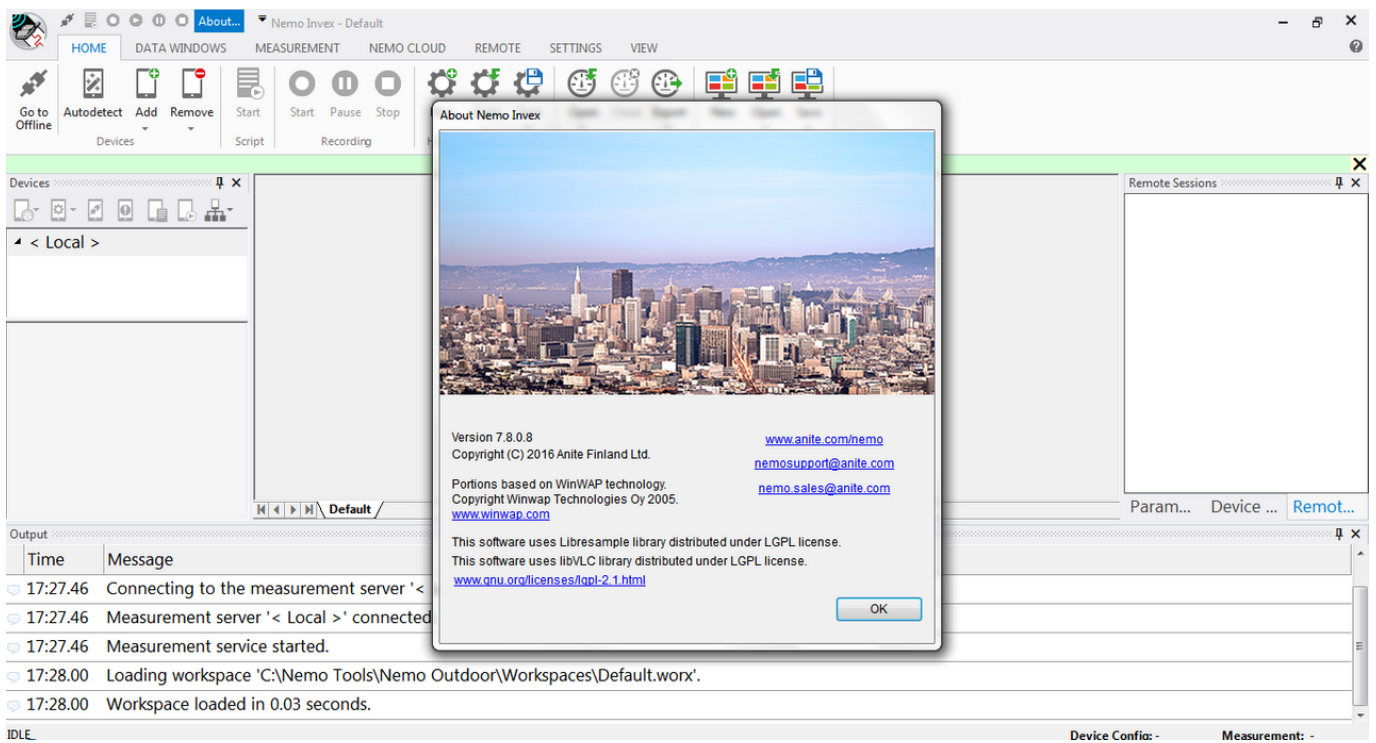 About...
Nemo Invex - Default
HOME DATA WINDOWS MEASUREMENT NEMO CLOUD REMOTE SETTINGS VIEW
Go to Offline
Autodetect Add Remove
Start
Start Pause Stop
Devices
Script
Recording
About Nemo Invex
Devices
< Local >
Remote Sessions
Version 7.8.0.8
Copyright (C) 2016 Anite Finland Ltd.
www.anite.com/nemo
nemosupport@anite.com
nemo.sales@anite.com
Portions based on WinWAP technology.
Copyright Winwap Technologies Oy 2005.
www.winwap.com
This software uses Libresample library distributed under LGPL license.
This software uses libVLC library distributed under LGPL license.
www.gnu.org/licenses/lgpl-2.1.html
OK
Default
Param... Device ... Remot...
Output
Time Message
17:27.46 Connecting to the measurement server '<
17:27.46 Measurement server '< Local >' connected
17:27.46 Measurement service started.
17:28.00 Loading workspace 'C:\Nemo Tools\Nemo Outdoor\Workspaces\Default.worx'.
17:28.00 Workspace loaded in 0.03 seconds.
IDLE_
Device Config: - Measurement: -